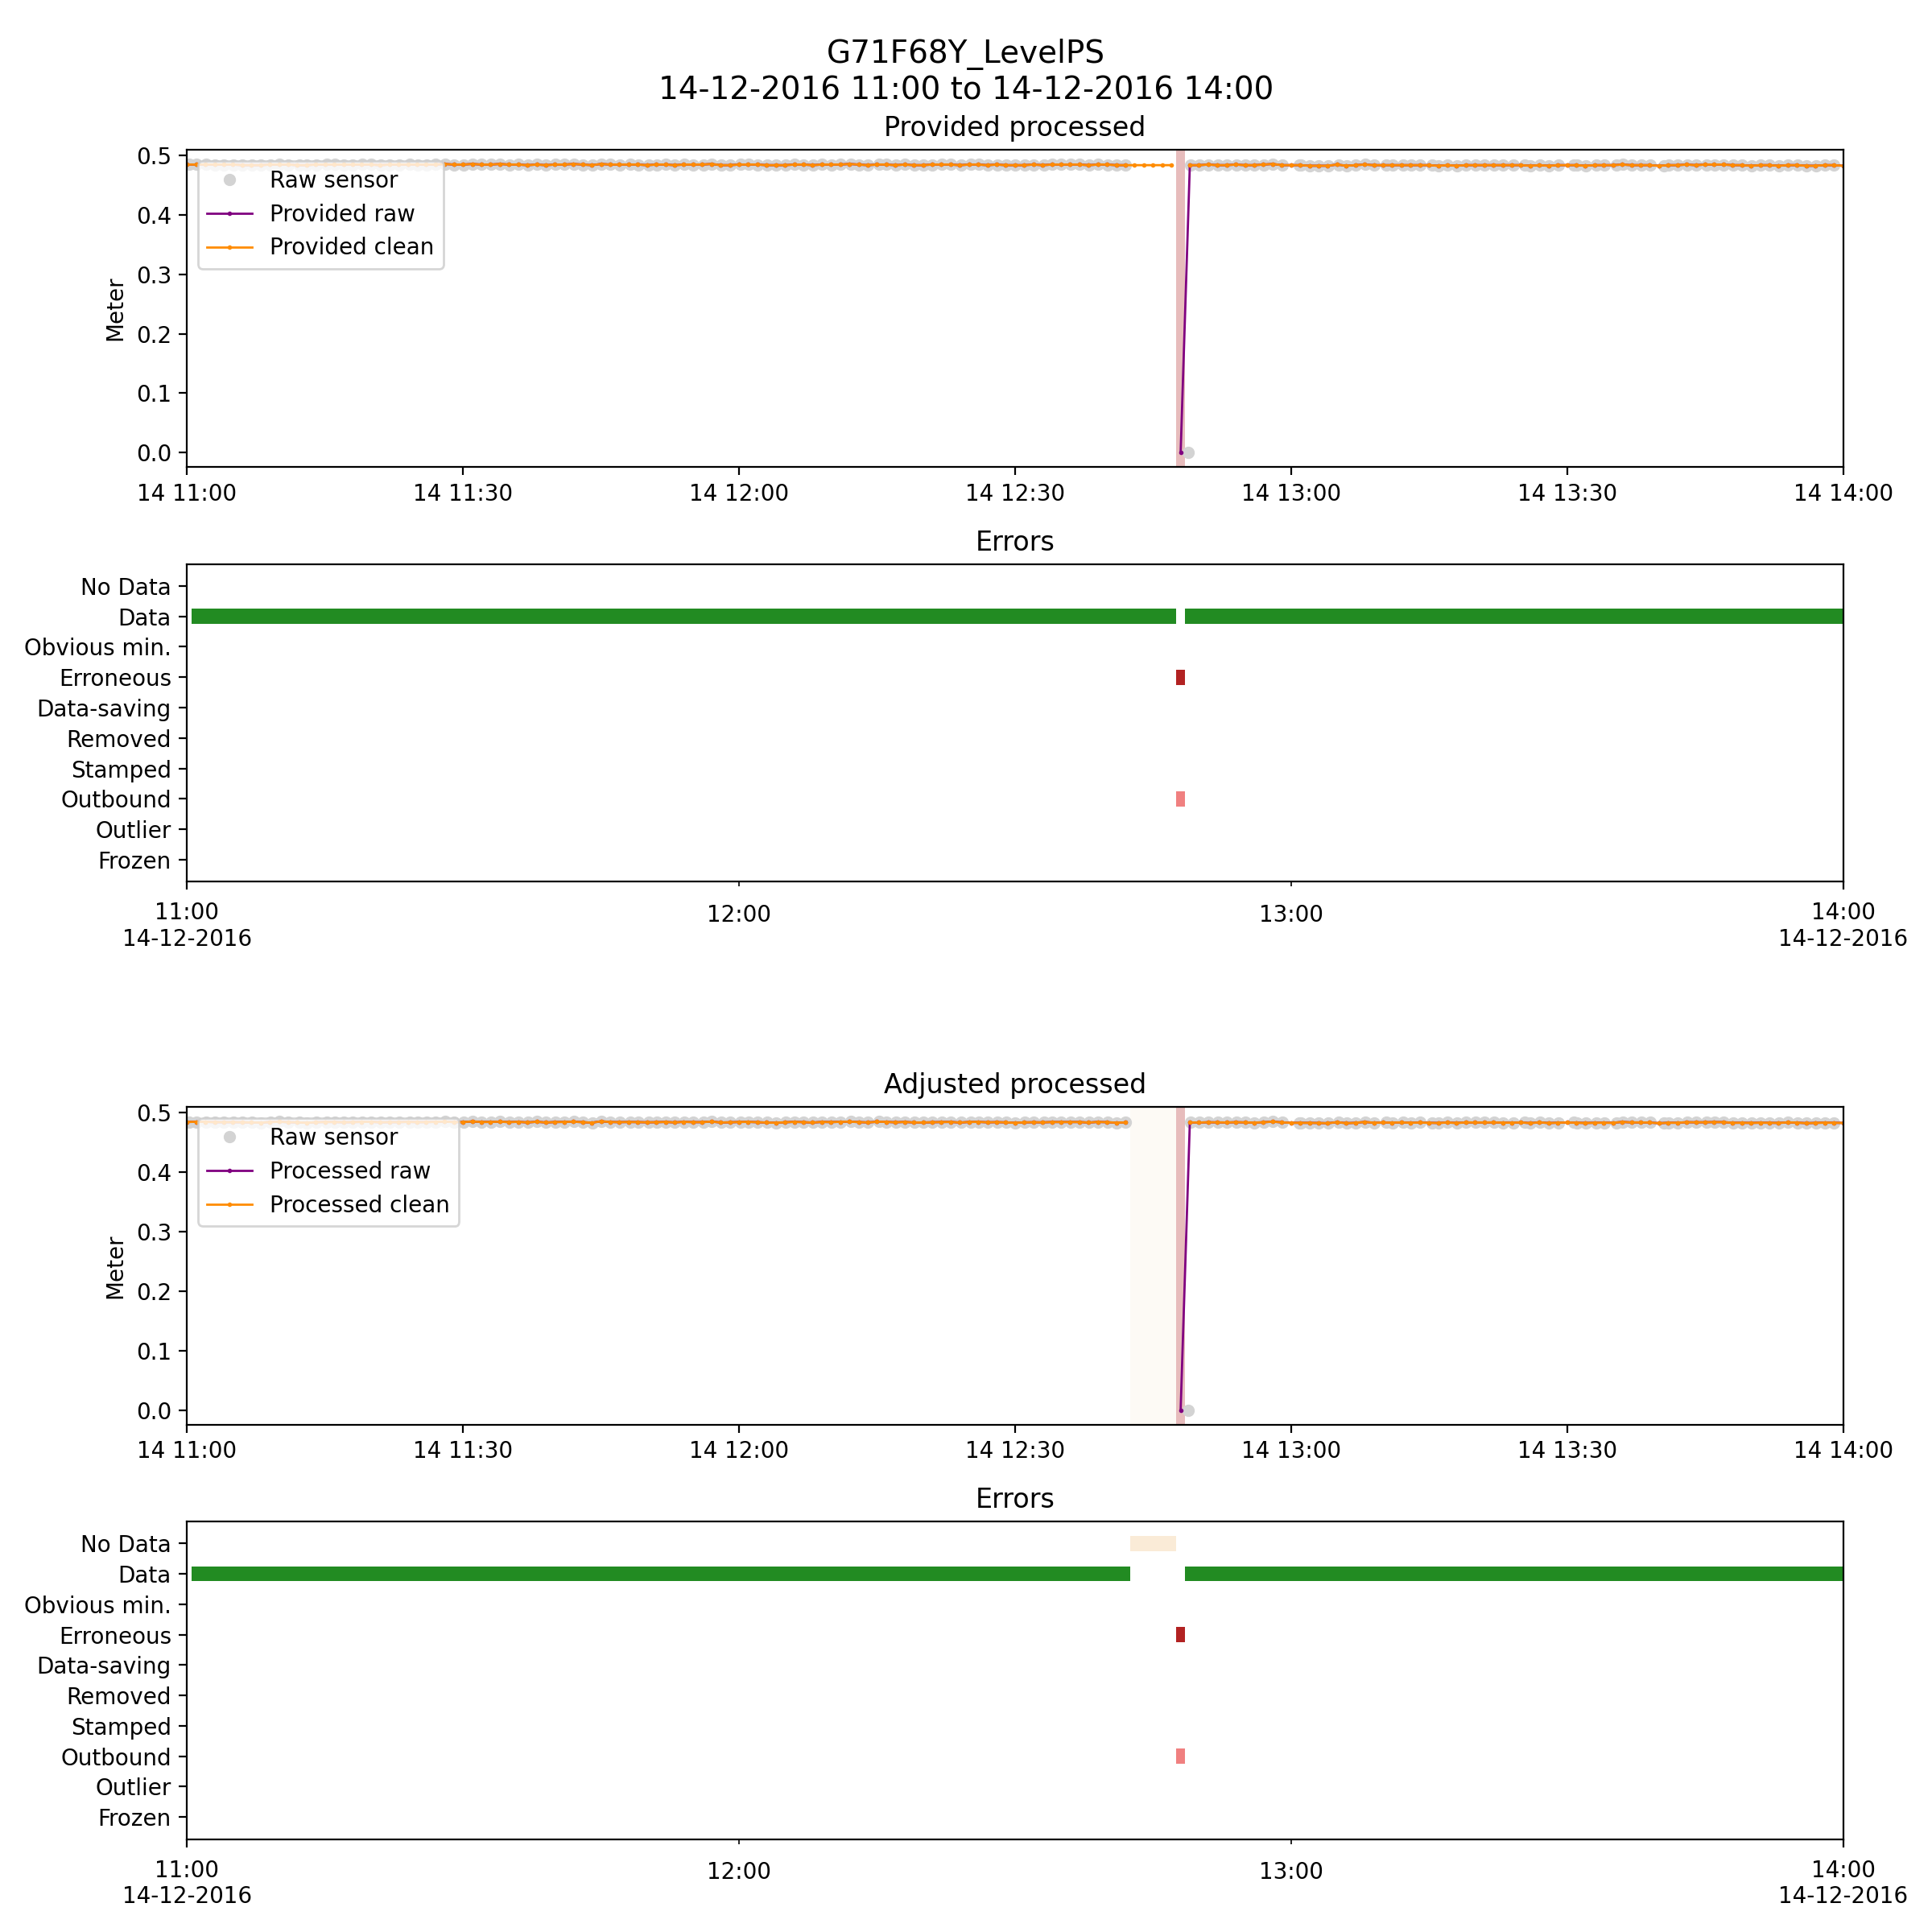 G71F68Y_LevelPS
14-12-2016 11:00 to 14-12-2016 14:00
Provided processed
0.5
0.4
0.3
0.2
0.1
0.0
Meter
Raw sensor
Provided raw
Provided clean
14 11:00 14 11:30 14 12:00 14 12:30 14 13:00 14 13:30 14 14:00
Errors
No Data
Data
Obvious min.
Erroneous
Data-saving
Removed
Stamped
Outbound
Outlier
Frozen
11:00 12:00 13:00 14:00
14-12-2016 14-12-2016
Adjusted processed
0.5
0.4
0.3
0.2
0.1
0.0
Meter
Raw sensor
Processed raw
Processed clean
14 11:00 14 11:30 14 12:00 14 12:30 14 13:00 14 13:30 14 14:00
Errors
No Data
Data
Obvious min.
Erroneous
Data-saving
Removed
Stamped
Outbound
Outlier
Frozen
11:00 12:00 13:00 14:00
14-12-2016 14-12-2016